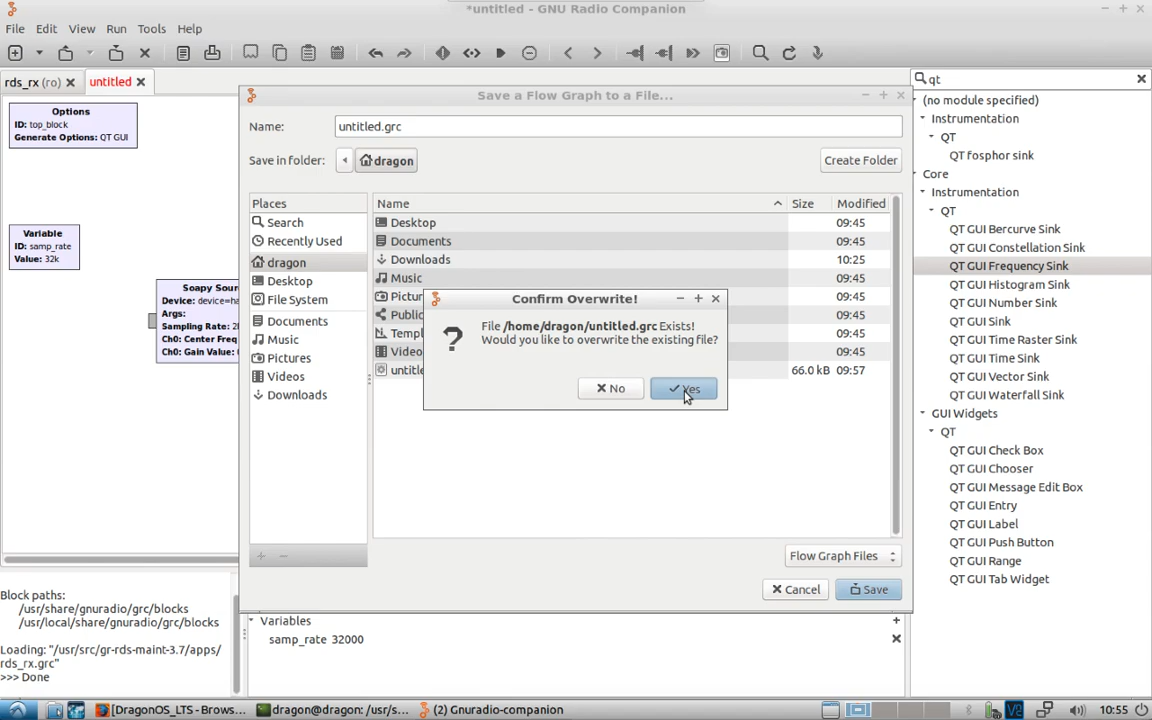 *untitled - GNU Radio Companion
File Edit View Run Tools Help
rds_rx (ro) untitled
Options
ID: top_block
Generate Options: QT GUI
Variable
ID: samp_rate
Value: 32k
Soapy Sour
Device: device=ha
Args:
Sampling Rate: 2
Ch0: Center Freq
Ch0: Gain Value:
Save a Flow Graph to a File...
Name: untitled.grc
Save in folder: dragon Create Folder
Places
Search
Recently Used
dragon
Desktop
File System
Documents
Music
Pictures
Videos
Downloads
Name Size Modified
Desktop 09:45
Documents 09:45
Downloads 10:25
Music 09:45
Pictur 09:45
Public 09:45
Templ 09:45
Video 09:45
untitle 66.0 kB 09:57
Confirm Overwrite!
File /home/dragon/untitled.grc Exists!
Would you like to overwrite the existing file?
No Yes
Flow Graph Files
Cancel Save
qt
(no module specified)
Instrumentation
QT
QT fosphor sink
Core
Instrumentation
QT
QT GUI Bercurve Sink
QT GUI Constellation Sink
QT GUI Frequency Sink
QT GUI Histogram Sink
QT GUI Number Sink
QT GUI Sink
QT GUI Time Raster Sink
QT GUI Time Sink
QT GUI Vector Sink
QT GUI Waterfall Sink
GUI Widgets
QT
QT GUI Check Box
QT GUI Chooser
QT GUI Message Edit Box
QT GUI Entry
QT GUI Label
QT GUI Push Button
QT GUI Range
QT GUI Tab Widget
Block paths:
/usr/share/gnuradio/grc/blocks
/usr/local/share/gnuradio/grc/blocks
Loading: "/usr/src/gr-rds-maint-3.7/apps/
rds_rx.grc"
>>> Done
Variables
samp_rate 32000
[DragonOS_LTS - Brows... dragon@dragon: /usr/s... (2) Gnuradio-companion 10:55